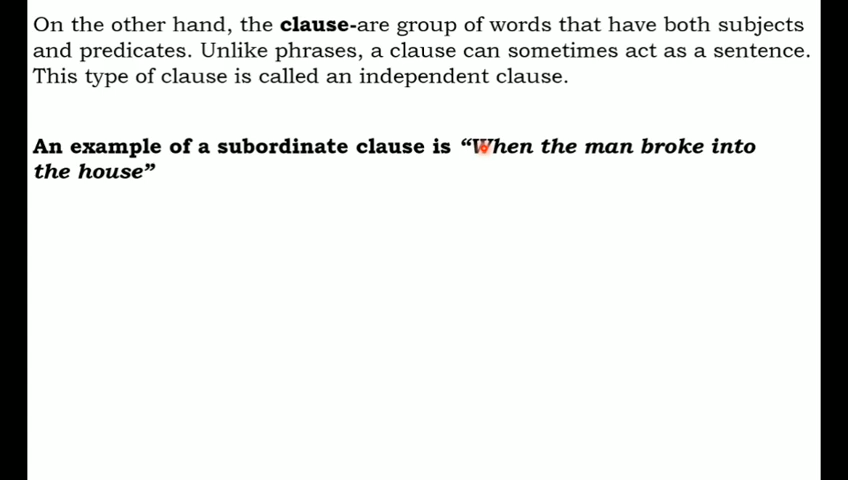 On the other hand, the clause-are group of words that have both subjects
and predicates. Unlike phrases, a clause can sometimes act as a sentence.
This type of clause is called an independent clause.
An example of a subordinate clause is “When the man broke into
the house”